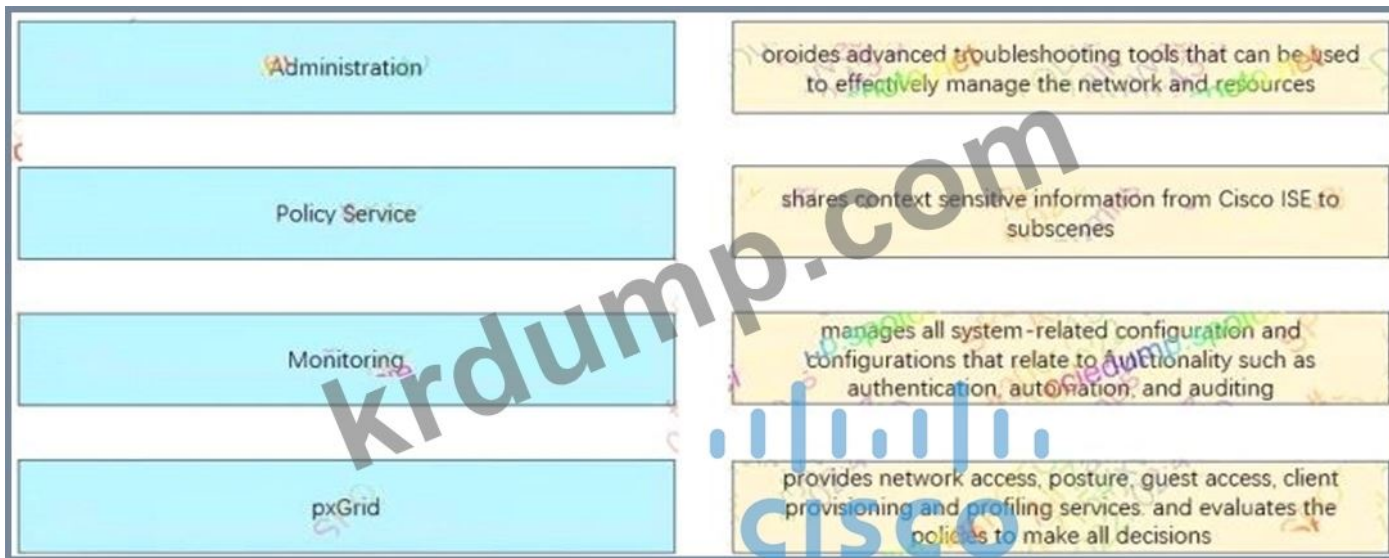 Administration
oroides advanced troubleshooting tools that can be used
to effectively manage the network and resources
Policy Service
shares context sensitive information from Cisco ISE to
subscenes
Monitoring
manages all system-related configuration and
configurations that relate to functionality such as
authentication, automation, and auditing
pxGrid
provides network access, posture, guest access, client
provisioning and profiling services. and evaluates the
policies to make all decisions
krdump.com
CISCO